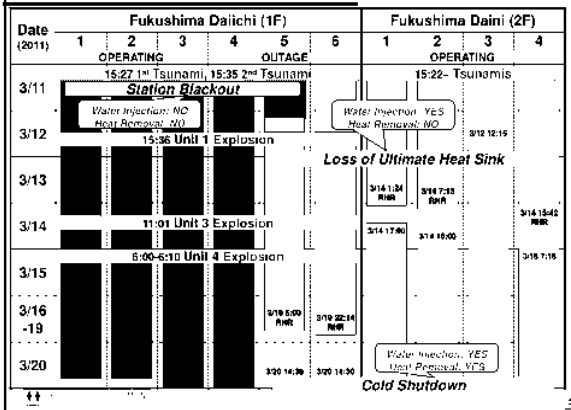 Date
(2011)
Fukushima Daiichi (1F)
Fukushima Daini (2F)
1 2 3 4 5 6
1 2 3 4
OPERATING
OUTAGE
OPERATING
15:27 1st Tsunami, 15:35 2nd Tsunami
15:22– Tsunamis
3/11
Station Blackout
Water Injection: NO
Heat Removal: NO
Water Injection: YES
Heat Removal: NO
3/12
15:36 Unit 1 Explosion
3/12 12:15
Loss of Ultimate Heat Sink
3/13
3/14 1:24
RHR
3/14 7:13
RHR
3/14 15:42
RHR
3/14
11:01 Unit 3 Explosion
3/14 17:00
3/14 18:00
6:00-6:10 Unit 4 Explosion
3/15 7:15
3/15
3/16
-19
3/19 5:00
RHR
3/19 22:14
RHR
3/20
3/20 14:30
3/20 14:30
Water Injection: YES
Heat Removal: YES
Cold Shutdown